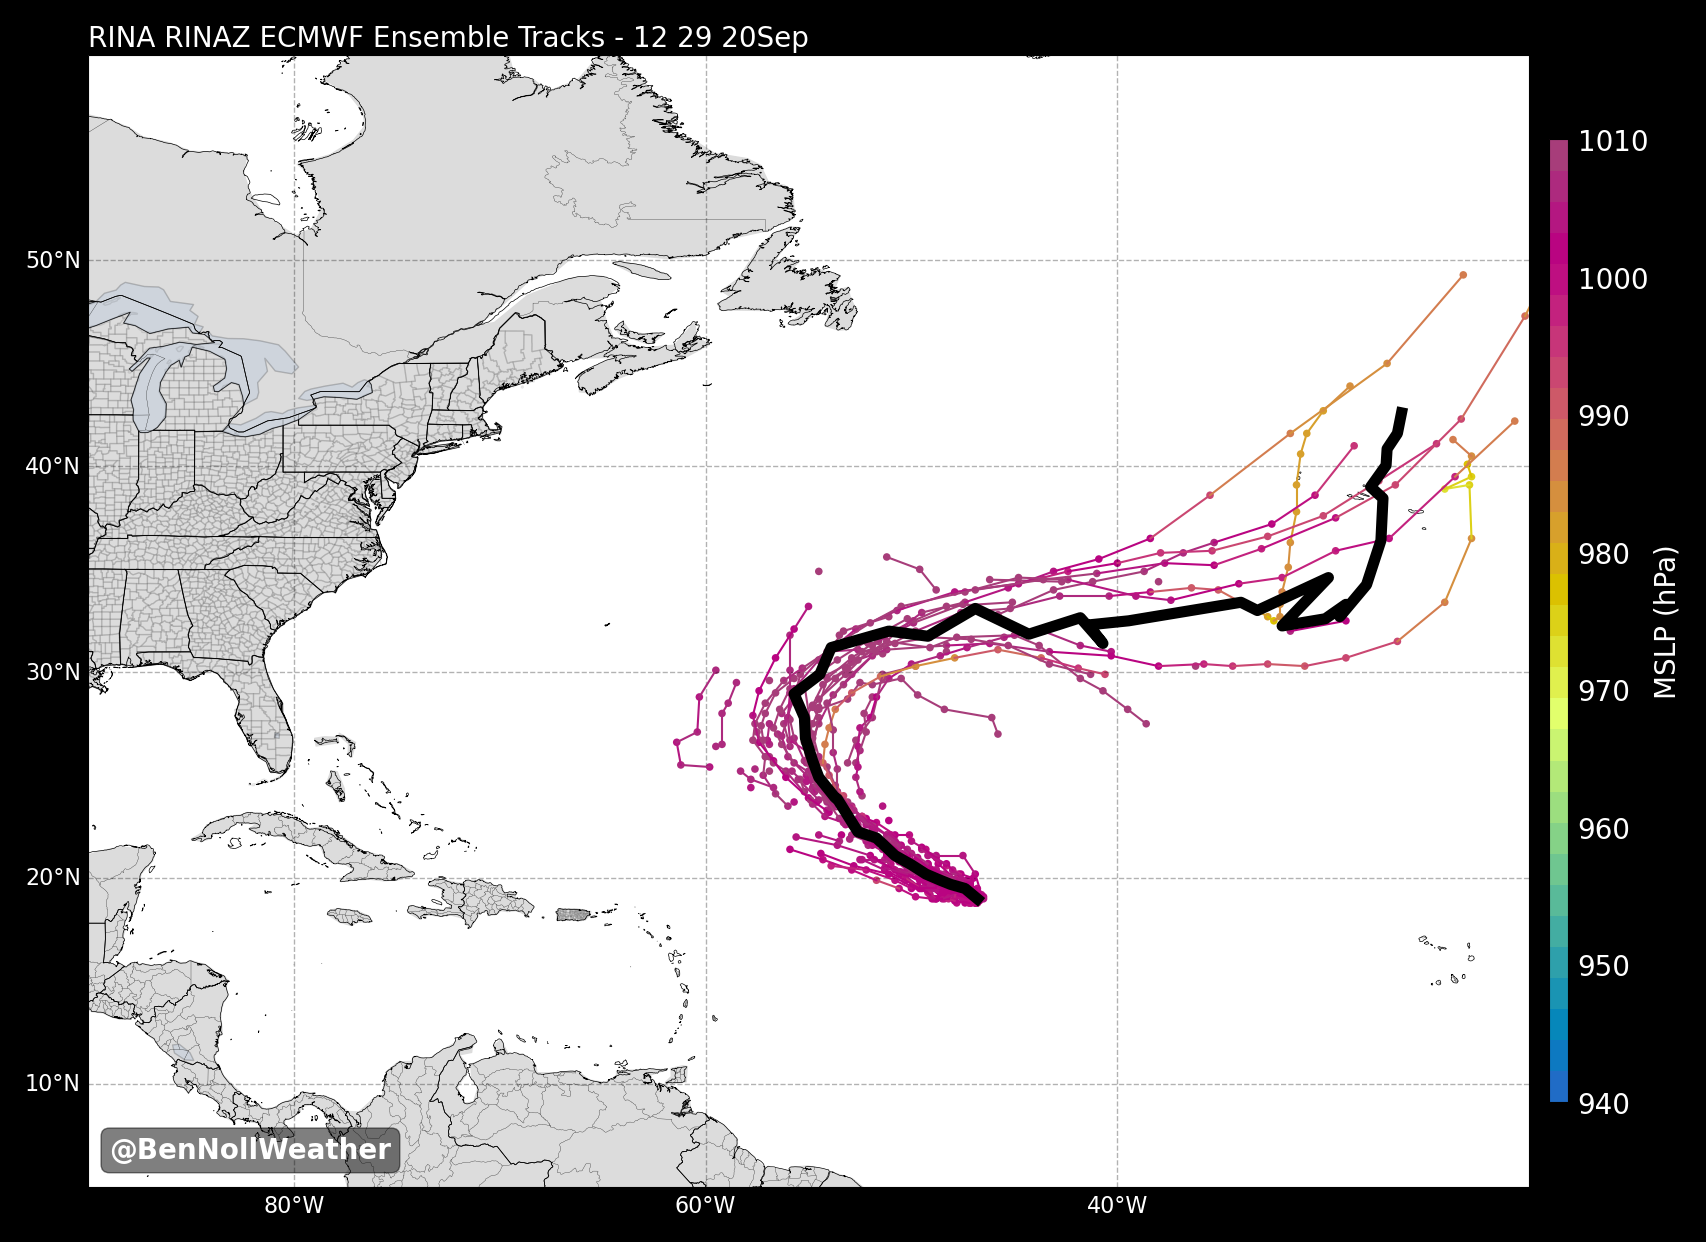 RINA RINAZ ECMWF Ensemble Tracks - 12 29 20Sep
50°N
40°N
30°N
20°N
10°N
80°W
60°W
40°W
1010
1000
990
980
970
960
950
940
MSLP (hPa)
@BenNollWeather